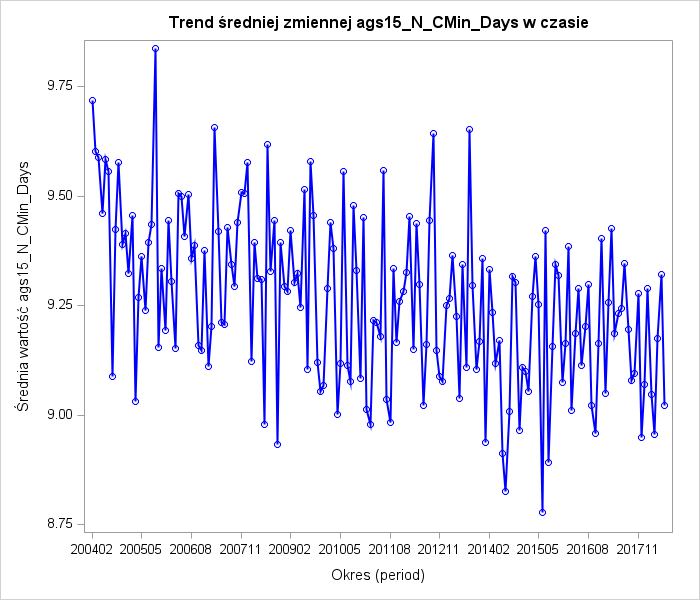 Trend średniej zmiennej ags15_N_CMin_Days w czasie
Średnia wartość ags15_N_CMin_Days
9.75
9.50
9.25
9.00
8.75
200402 200505 200608 200711 200902 201005 201108 201211 201402 201505 201608 201711
Okres (period)